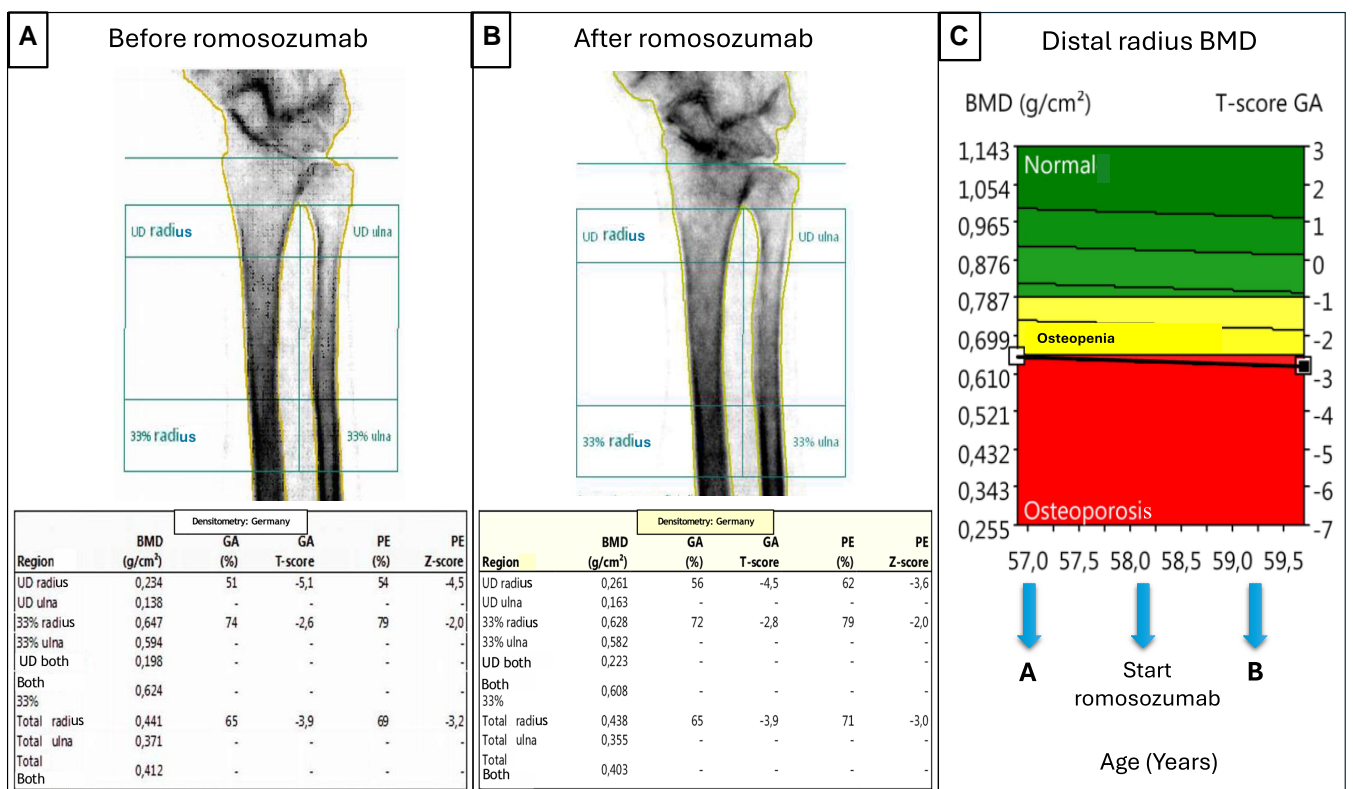 A
Before romosozumab
UD radius
UD ulna
33% radius
33% ulna
Densitometry: Germany
BMD GA GA PE PE
Region (g/cm²) (%) T-score (%) Z-score
UD radius 0,234 51 -5,1 54 -4,5
UD ulna 0,138 - - - -
33% radius 0,647 74 -2,6 79 -2,0
33% ulna 0,594 - - - -
UD both 0,198 - - - -
Both
33% 0,624 - - - -
Total radius 0,441 65 -3,9 69 -3,2
Total ulna 0,371 - - - -
Total
Both 0,412 - - - -
B
After romosozumab
UD radius
UD ulna
33% radius
33% ulna
Densitometry: Germany
BMD GA GA PE PE
Region (g/cm²) (%) T-score (%) Z-score
UD radius 0,261 56 -4,5 62 -3,6
UD ulna 0,163 - - - -
33% radius 0,628 72 -2,8 79 -2,0
33% ulna 0,582 - - - -
UD both 0,223 - - - -
Both
33% 0,608 - - - -
Total radius 0,438 65 -3,9 71 -3,0
Total ulna 0,355 - - - -
Total
Both 0,403 - - - -
C
Distal radius BMD
BMD (g/cm²) T-score GA
1,143 3
Normal
1,054 2
0,965 1
0,876 0
0,787 -1
0,699 Osteopenia -2
0,610 -3
0,521 -4
0,432 -5
0,343 -6
Osteoporosis
0,255 -7
57,0 57,5 58,0 58,5 59,0 59,5
A Start B
romosozumab
Age (Years)